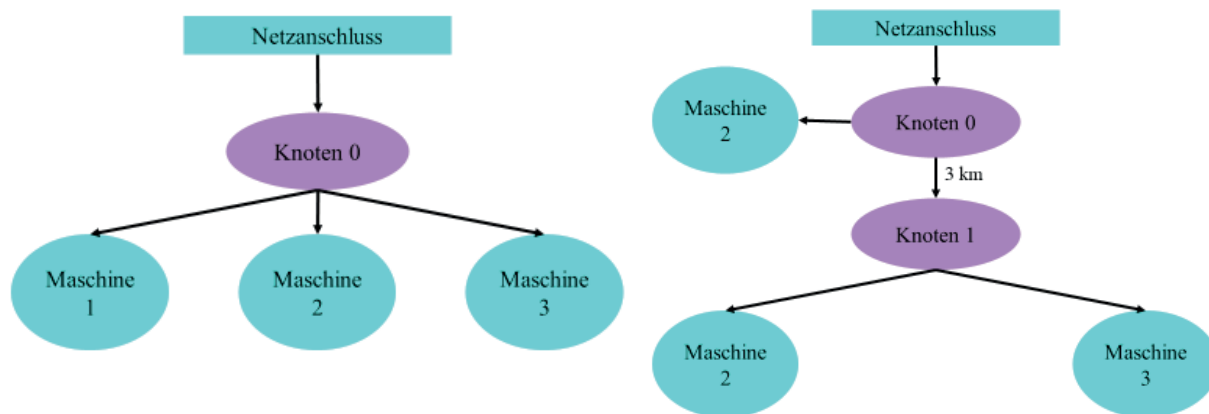 Netzanschluss
Knoten 0
Maschine
1
Maschine
2
Maschine
3
Netzanschluss
Maschine
2
Knoten 0
3 km
Knoten 1
Maschine
2
Maschine
3